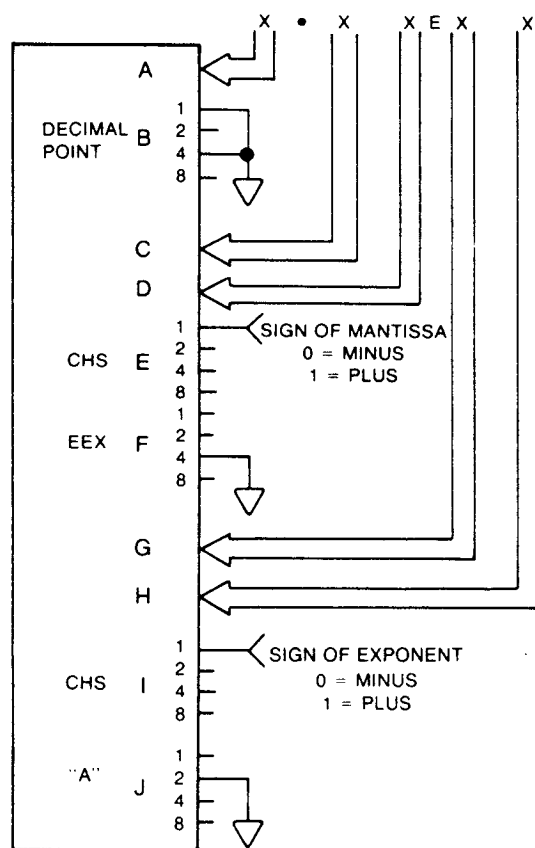 X • X X E X X
A
1
2
DECIMAL POINT B
4
8
C
D
1
SIGN OF MANTISSA
2
0 = MINUS
CHS E
4
1 = PLUS
8
1
2
EEX F
4
8
G
H
1
SIGN OF EXPONENT
2
0 = MINUS
CHS I
4
1 = PLUS
8
1
"A"
2
J
4
8